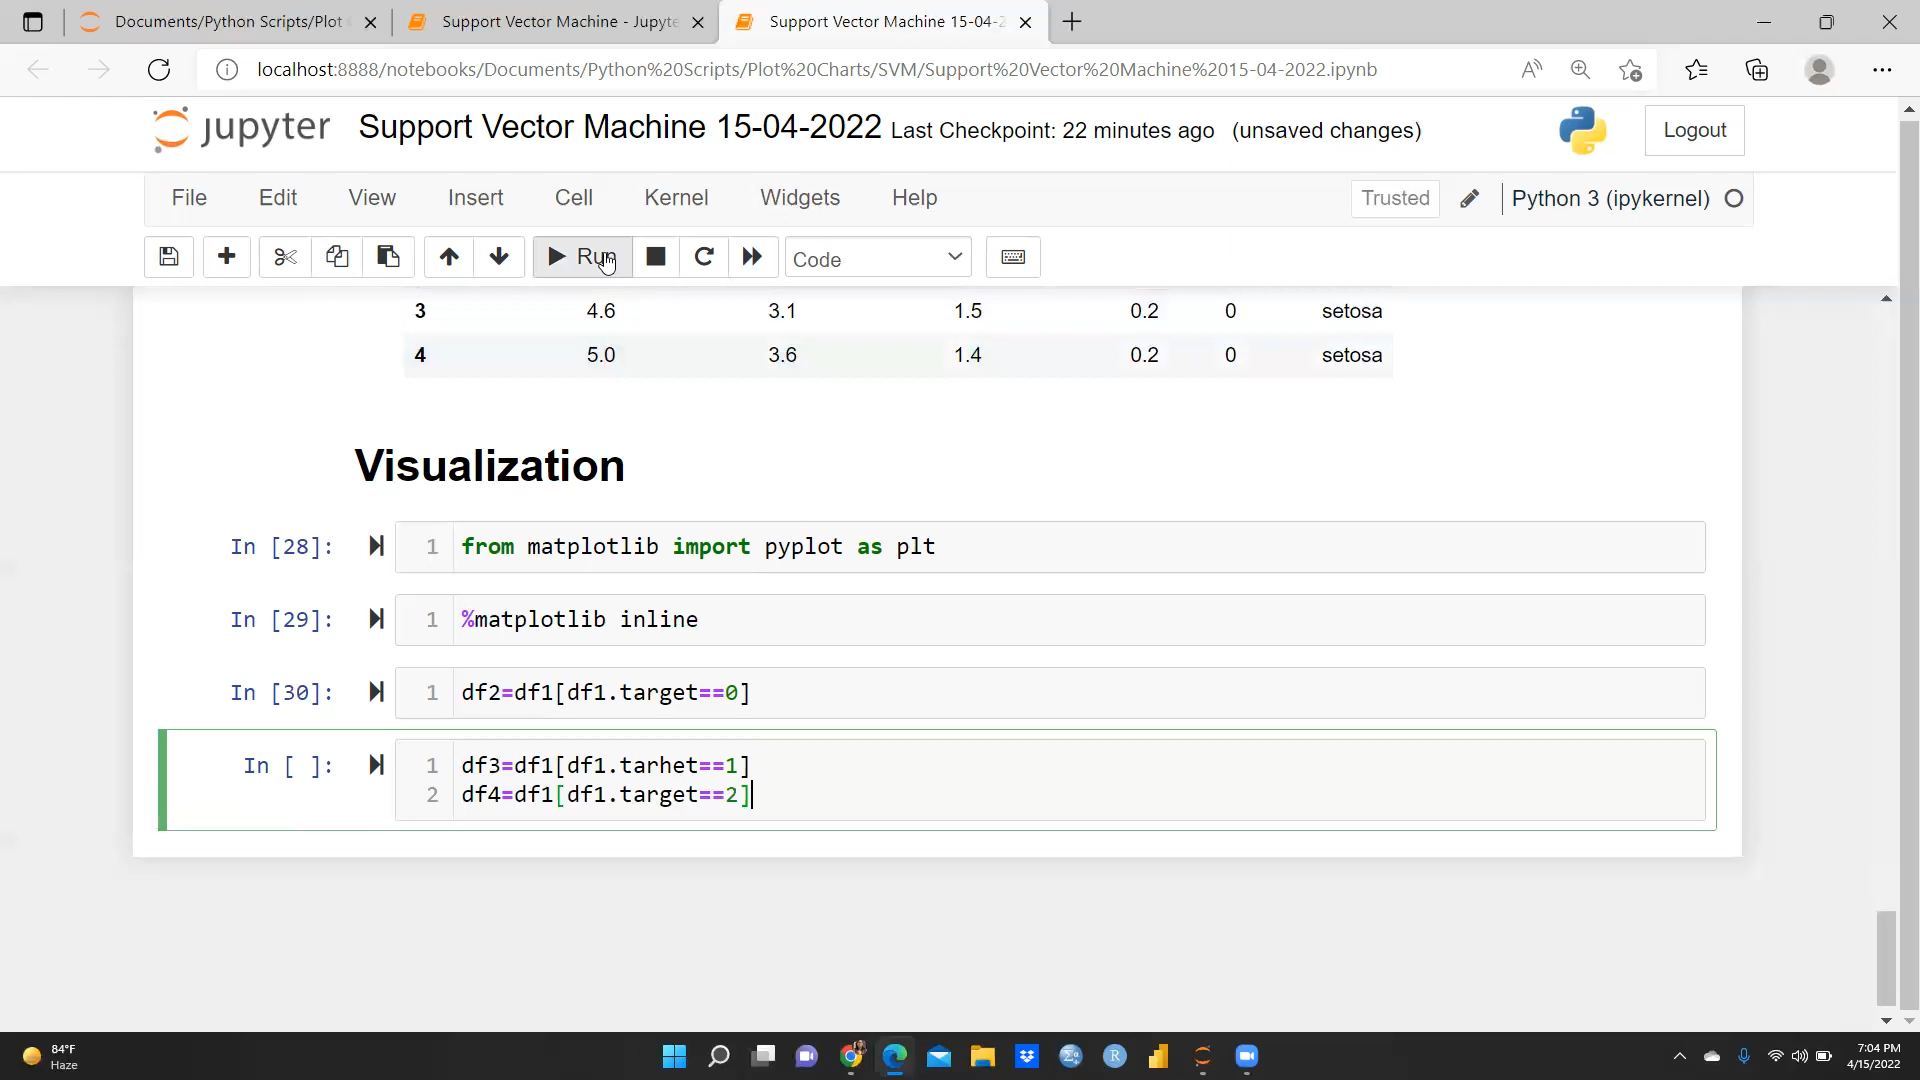 Documents/Python Scripts/Plot
Support Vector Machine - Jupyte
Support Vector Machine 15-04-2
localhost:8888/notebooks/Documents/Python%20Scripts/Plot%20Charts/SVM/Support%20Vector%20Machine%2015-04-2022.ipynb
jupyter Support Vector Machine 15-04-2022 Last Checkpoint: 22 minutes ago (unsaved changes)
Logout
File Edit View Insert Cell Kernel Widgets Help
Trusted Python 3 (ipykernel)
Run Code
3 4.6 3.1 1.5 0.2 0 setosa
4 5.0 3.6 1.4 0.2 0 setosa
Visualization
In [28]: 1 from matplotlib import pyplot as plt
In [29]: 1 %matplotlib inline
In [30]: 1 df2=df1[df1.target==0]
In [ ]: 1 df3=df1[df1.tarhet==1]
2 df4=df1[df1.target==2]
84°F
Haze
7:04 PM
4/15/2022